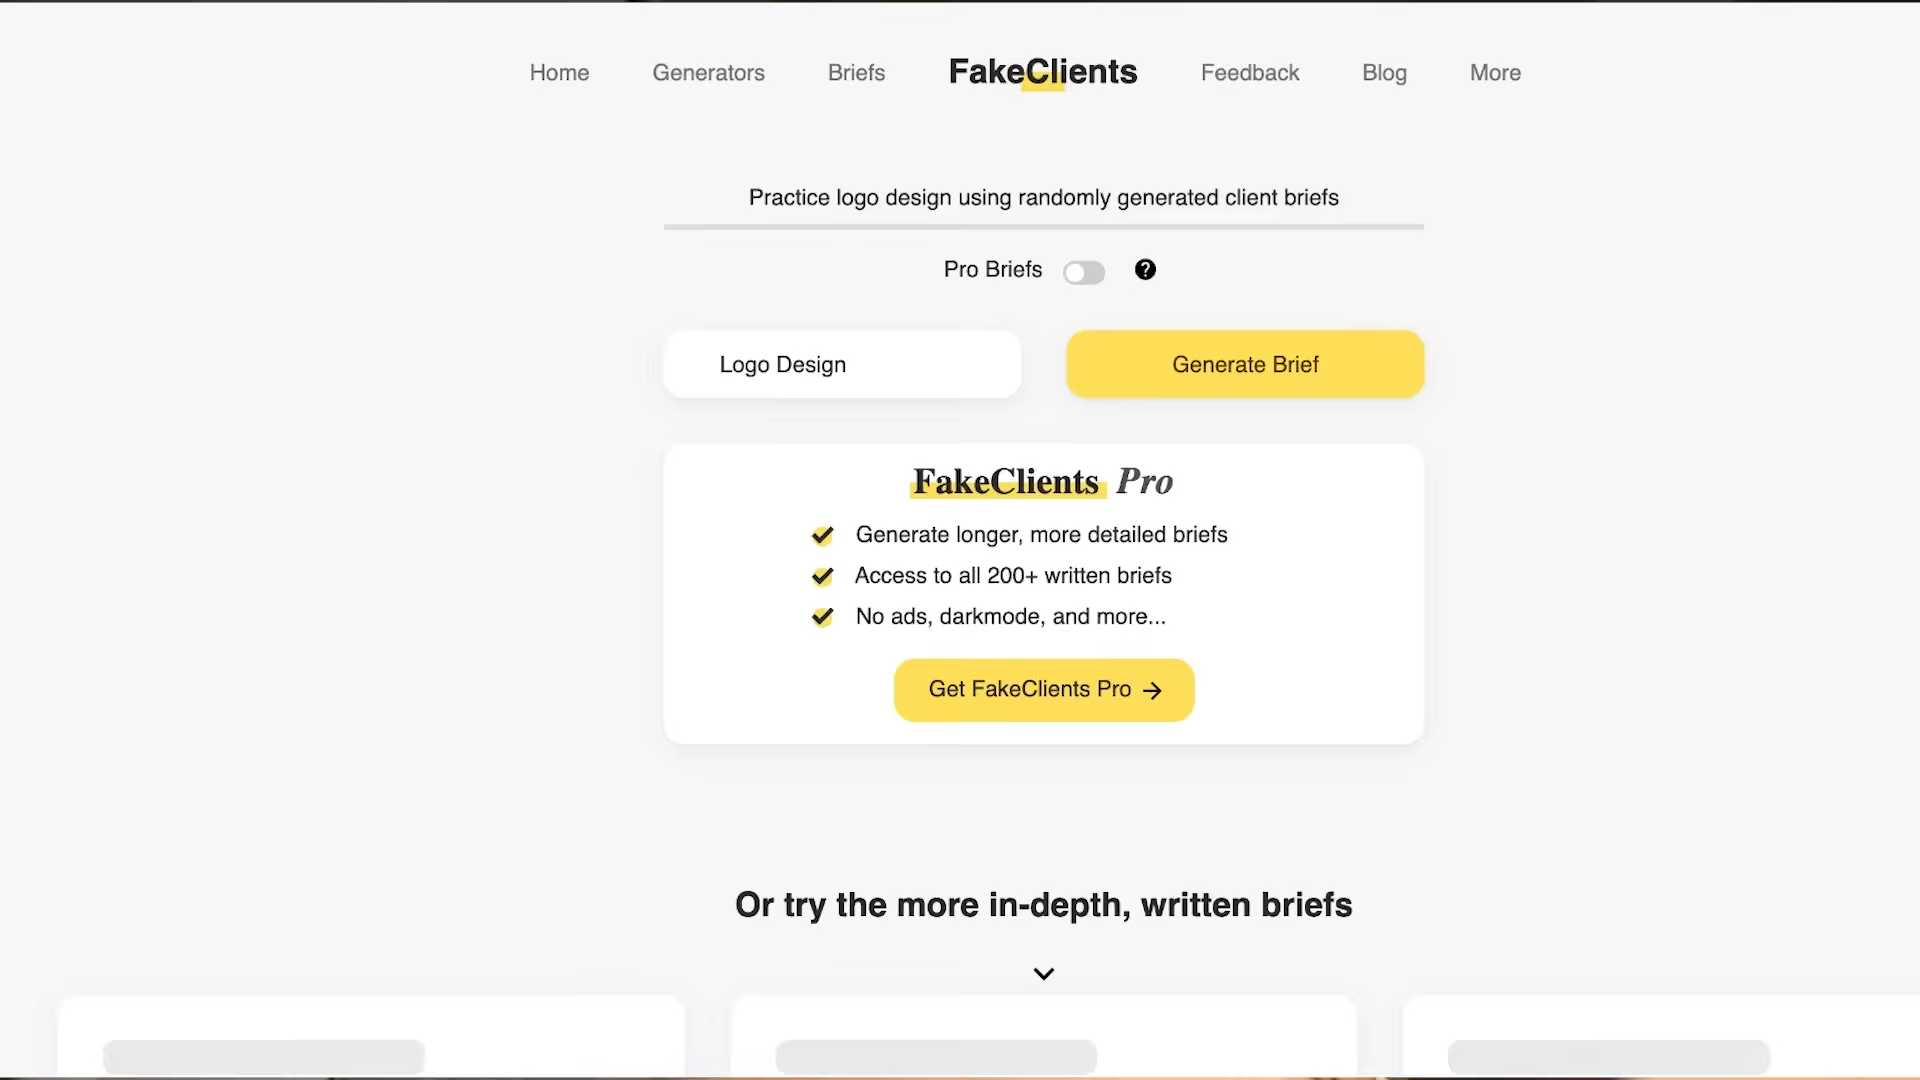 Home Generators Briefs FakeClients Feedback Blog More
Practice logo design using randomly generated client briefs
Pro Briefs ?
Logo Design
Generate Brief
FakeClients Pro
Generate longer, more detailed briefs
Access to all 200+ written briefs
No ads, darkmode, and more...
Get FakeClients Pro →
Or try the more in-depth, written briefs